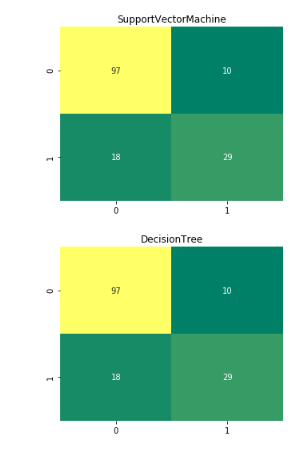 SupportVectorMachine
0 97 10
1 18 29
0 1
DecisionTree
0 97 10
1 18 29
0 1